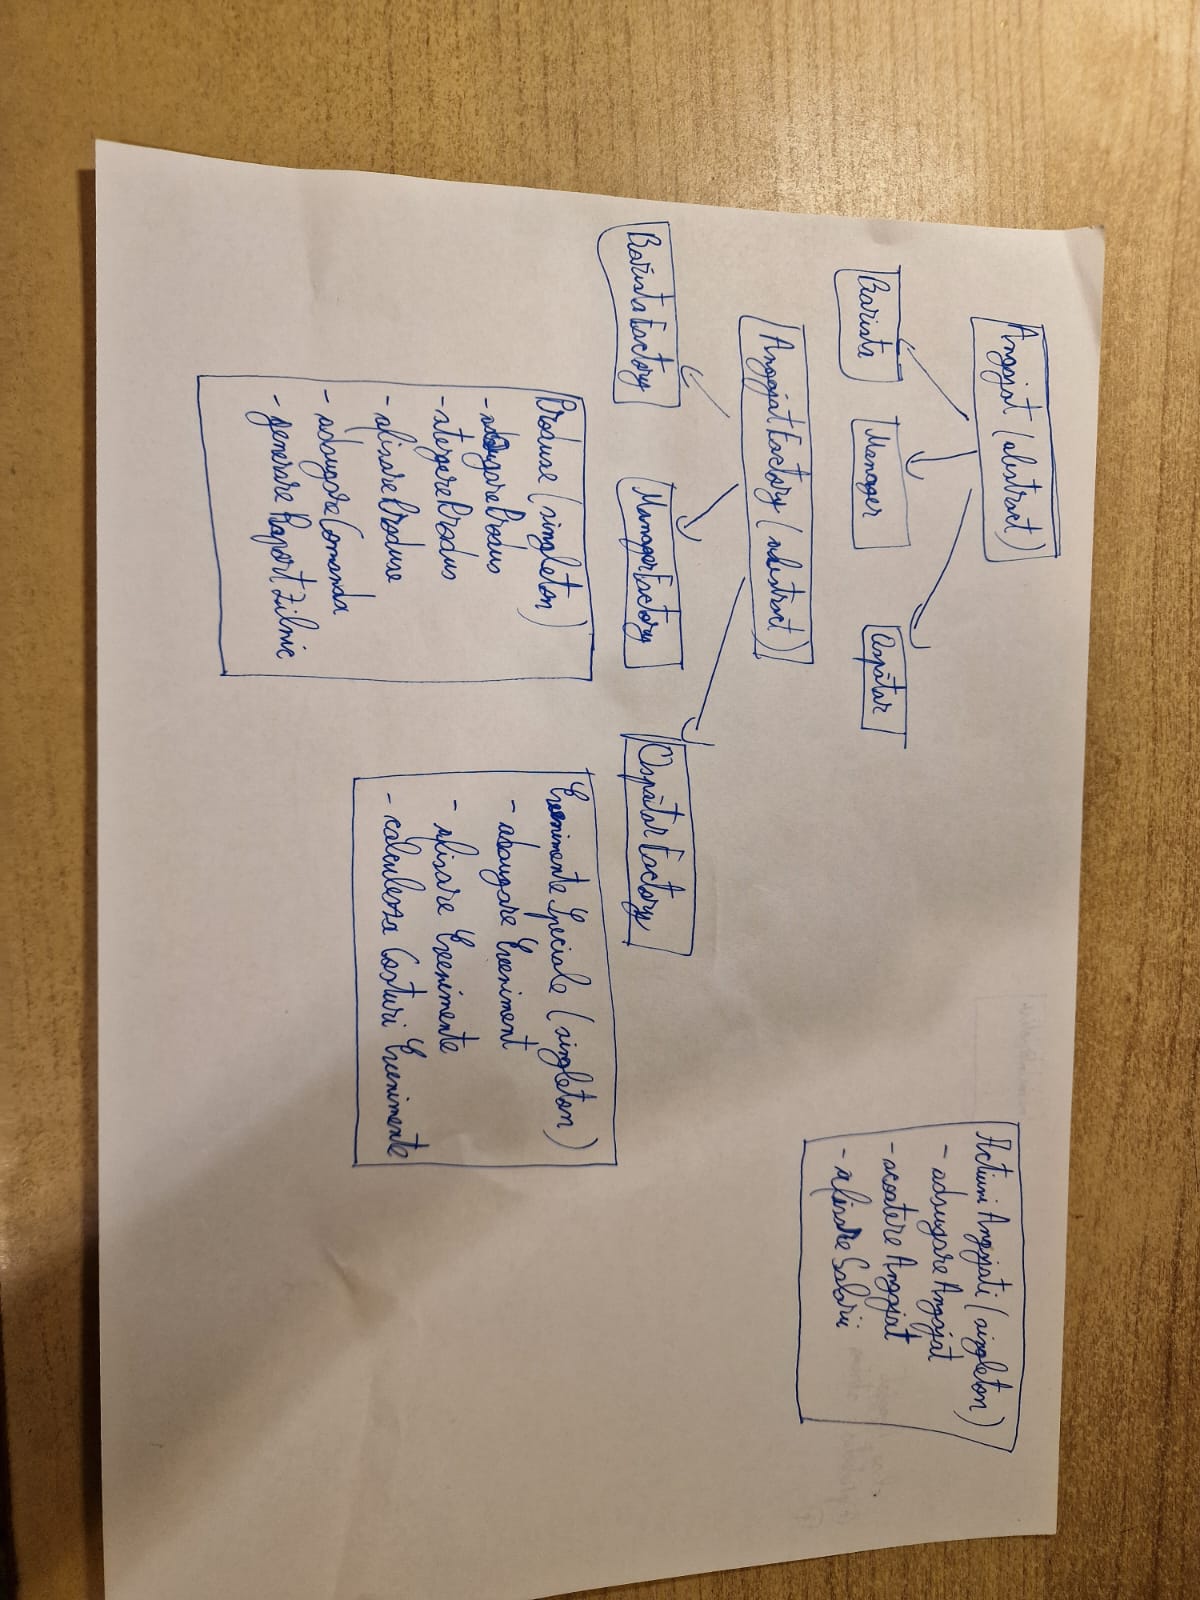 Angajat (abstract)
Barista
Manager
Ospătar
AngajatFactory (abstract)
BaristaFactory
ManagerFactory
OspătarFactory
Produse (singleton)
- adaugareProdus
- stergereProdus
- afisareProduse
- adaugareComanda
- generare Raport Zilnic
Evenimente Speciale (singleton)
- adaugare Eveniment
- afisare Evenimente
- calculeaza Costuri Evenimente
Actiuni Angajati (singleton)
- adaugare Angajat
- scoatere Angajat
- afisare Salarii